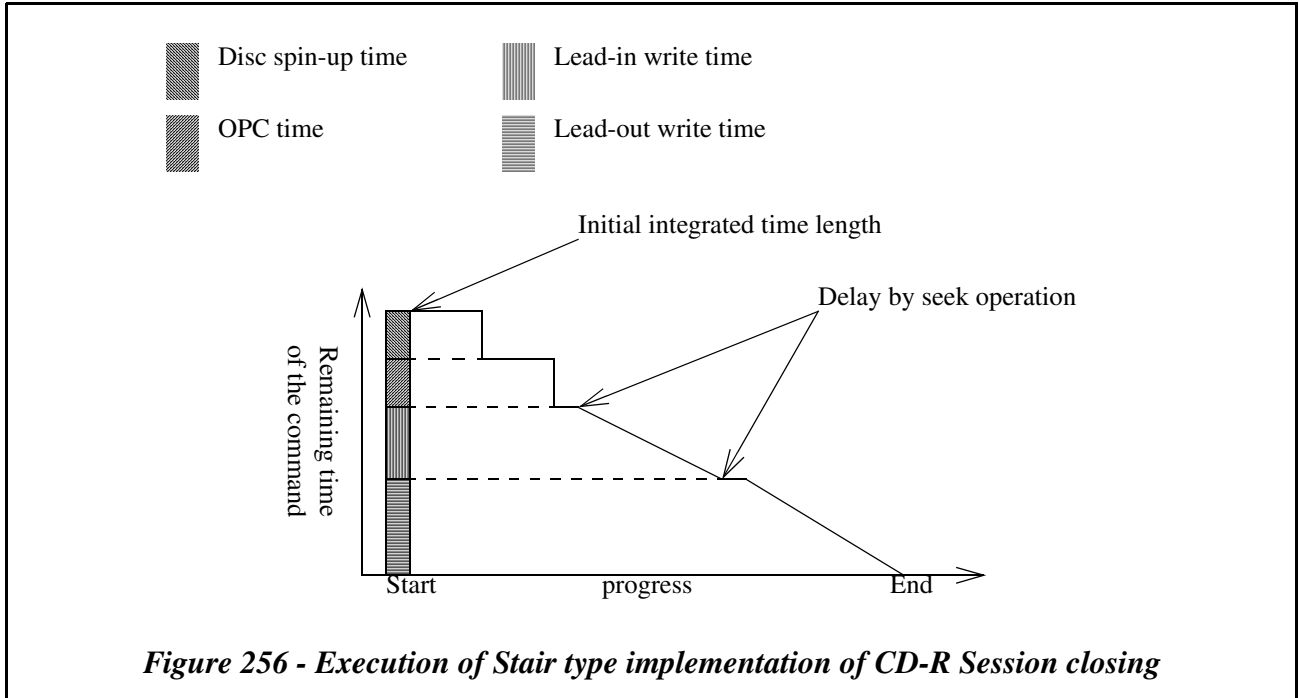 Disc spin-up time
Lead-in write time
OPC time
Lead-out write time
Initial integrated time length
Delay by seek operation
Remaining time
of the command
Start
progress
End
Figure 256 - Execution of Stair type implementation of CD-R Session closing